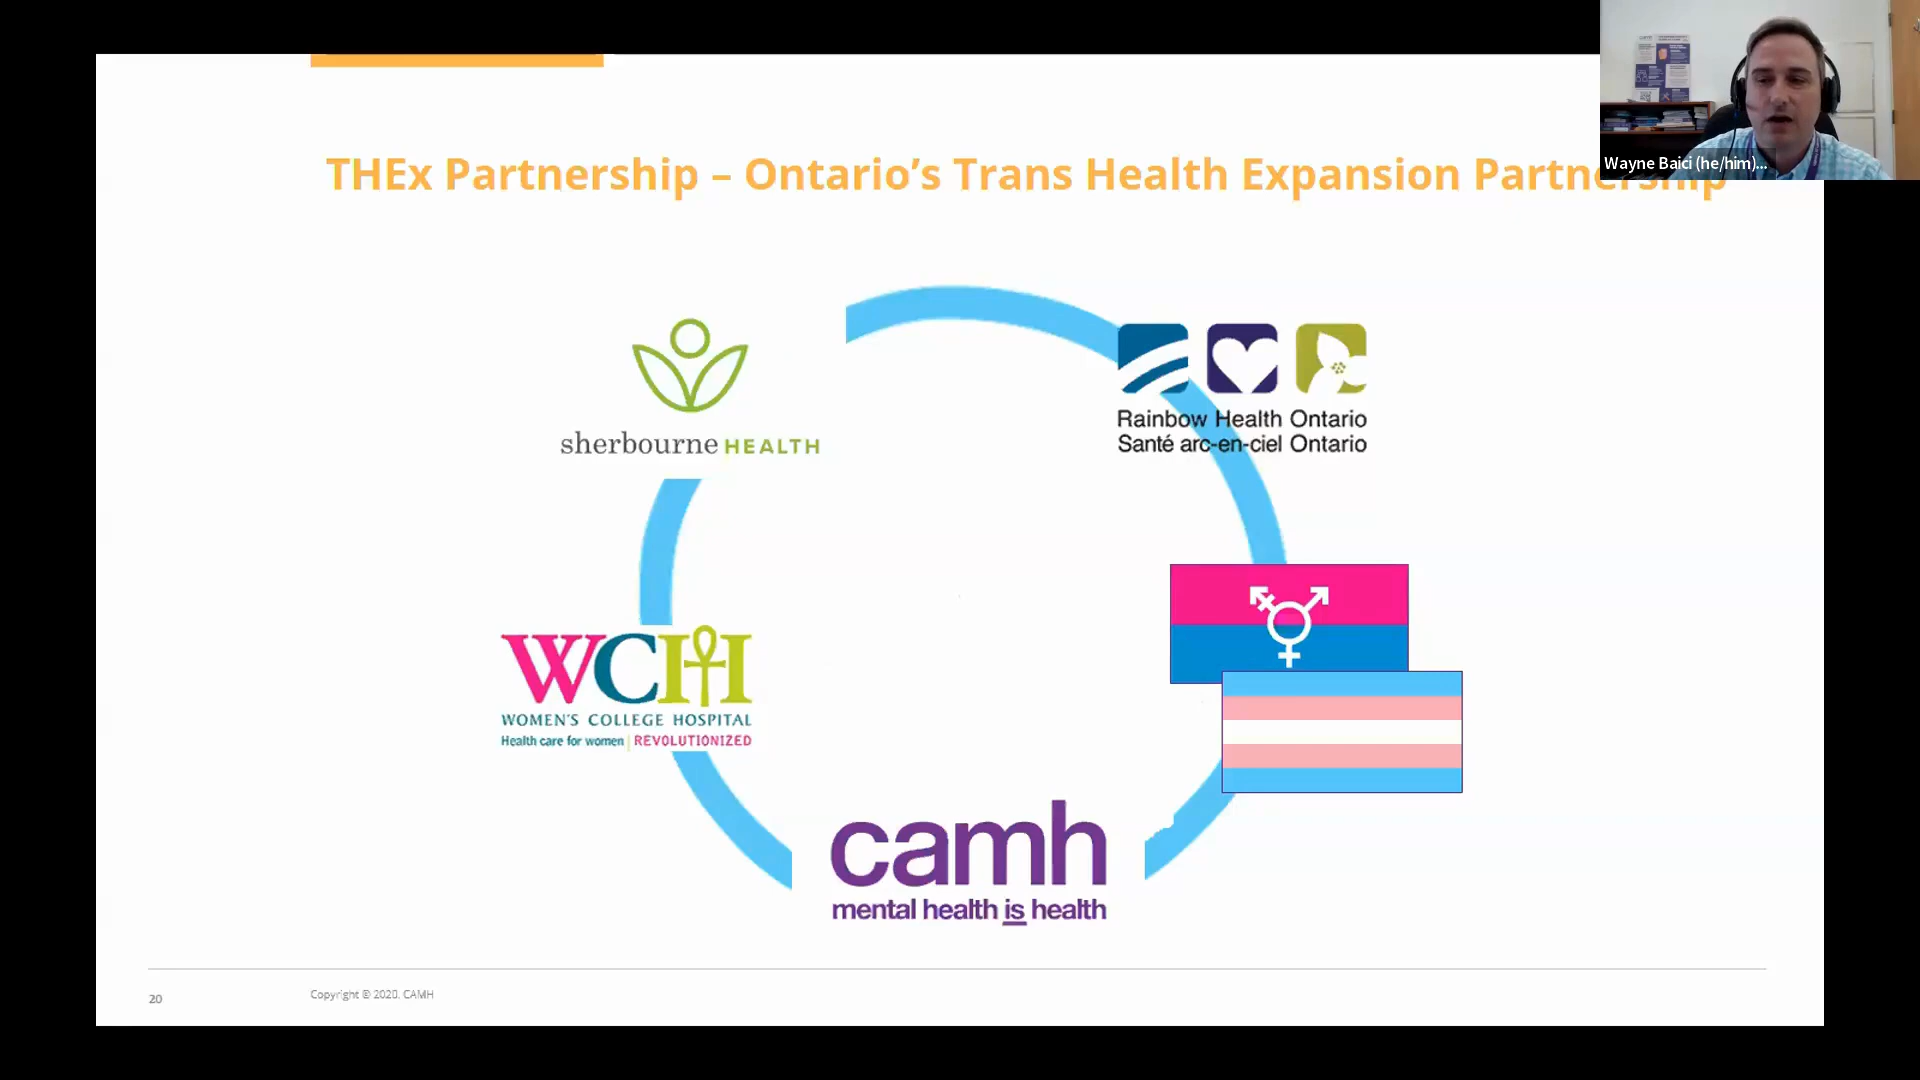 THEx Partnership – Ontario's Trans Health Expansion Partnership
Wayne Baici (he/him)...
sherbourne HEALTH
Rainbow Health Ontario
Santé arc-en-ciel Ontario
WCH
WOMEN'S COLLEGE HOSPITAL
Health care for women | REVOLUTIONIZED
camh
mental health is health
20
Copyright © 2020. CAMH